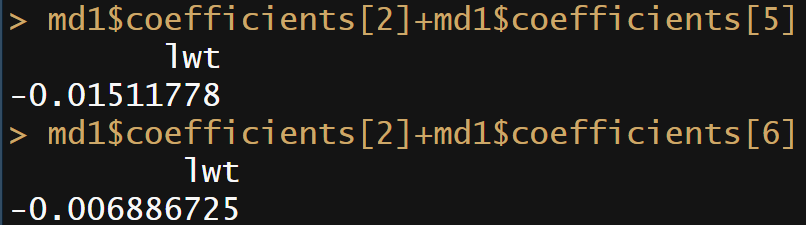 > md1$coefficients[2]+md1$coefficients[5]
lwt
-0.01511778
> md1$coefficients[2]+md1$coefficients[6]
lwt
-0.006886725